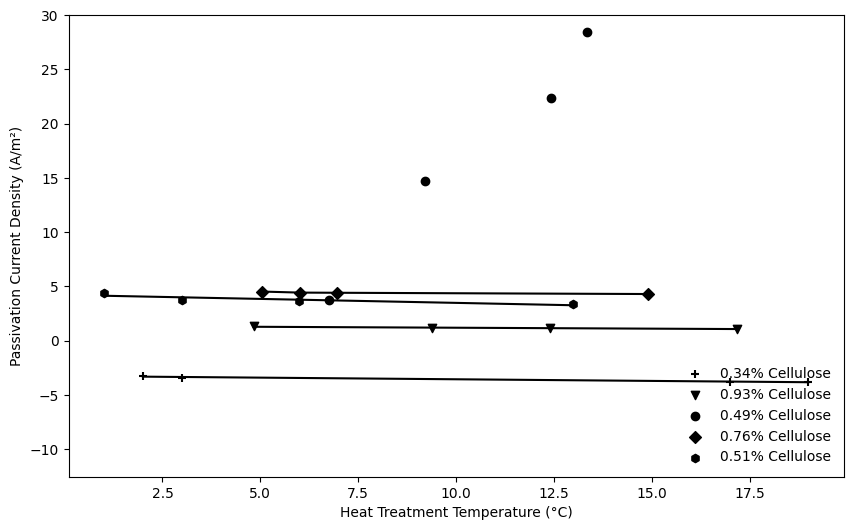 30
25
20
15
10
5
0
−5
−10
Passivation Current Density (A/m²)
0.34% Cellulose
0.93% Cellulose
0.49% Cellulose
0.76% Cellulose
0.51% Cellulose
2.5 5.0 7.5 10.0 12.5 15.0 17.5
Heat Treatment Temperature (°C)